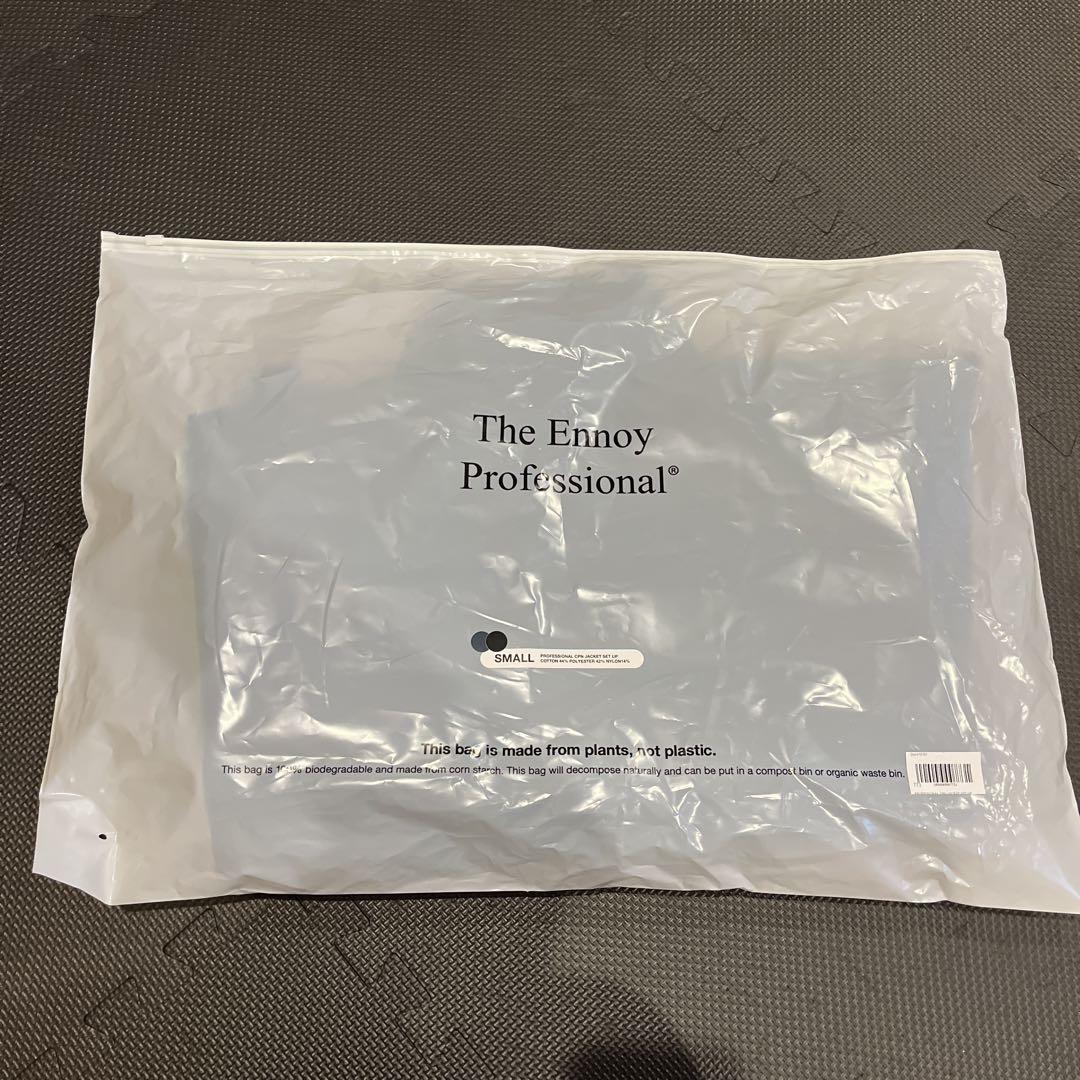 The Ennoy
Professional®
SMALL
PROFESSIONAL CPN JACKET SET UP
COTTON 44% POLYESTER 42% NYLON14%
This bag is made from plants, not plastic.
This bag is 100% biodegradable and made from corn starch. This bag will decompose naturally and can be put in a compost bin or organic waste bin.